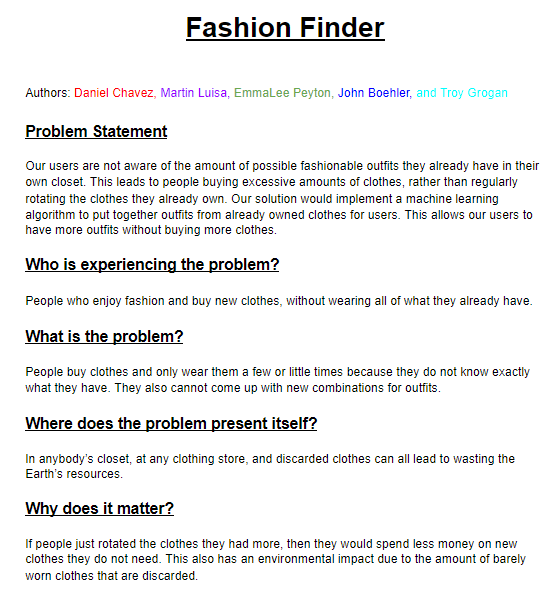 Fashion Finder
Authors: Daniel Chavez, Martin Luisa, EmmaLee Peyton, John Boehler, and Troy Grogan
Problem Statement
Our users are not aware of the amount of possible fashionable outfits they already have in their
own closet. This leads to people buying excessive amounts of clothes, rather than regularly
rotating the clothes they already own. Our solution would implement a machine learning
algorithm to put together outfits from already owned clothes for users. This allows our users to
have more outfits without buying more clothes.
Who is experiencing the problem?
People who enjoy fashion and buy new clothes, without wearing all of what they already have.
What is the problem?
People buy clothes and only wear them a few or little times because they do not know exactly
what they have. They also cannot come up with new combinations for outfits.
Where does the problem present itself?
In anybody's closet, at any clothing store, and discarded clothes can all lead to wasting the
Earth's resources.
Why does it matter?
If people just rotated the clothes they had more, then they would spend less money on new
clothes they do not need. This also has an environmental impact due to the amount of barely
worn clothes that are discarded.